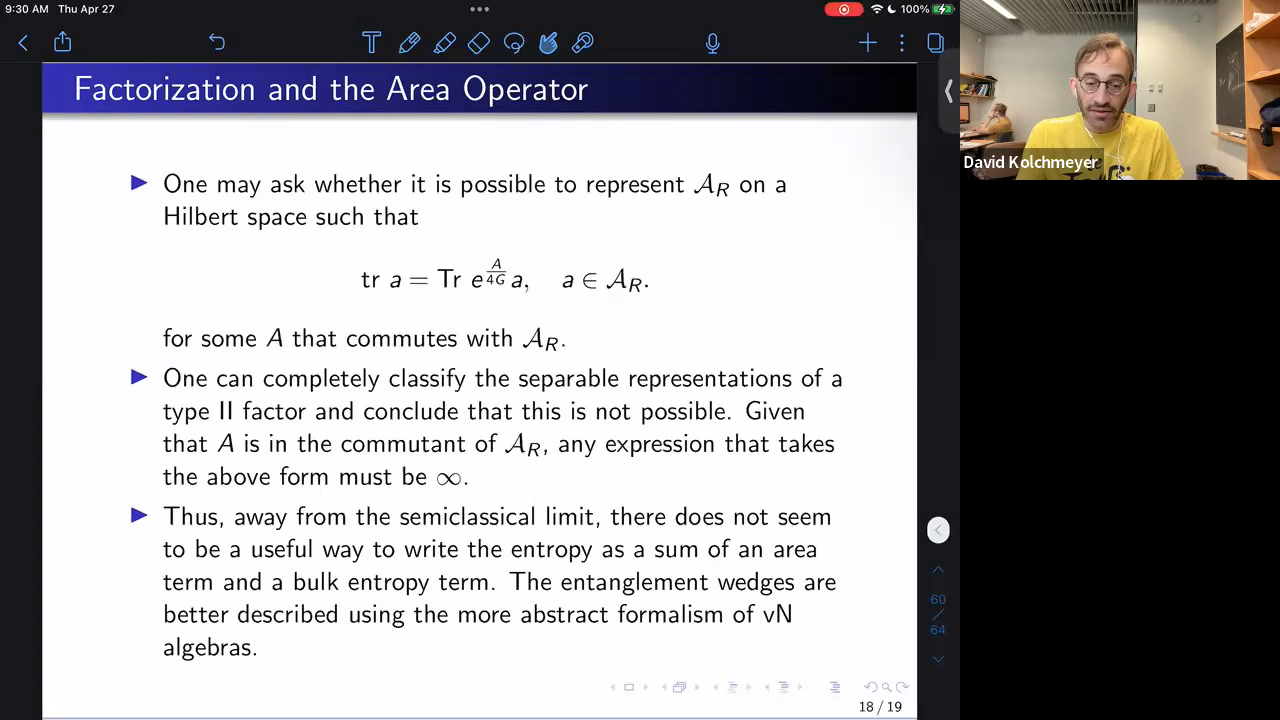 9:30 AM Thu Apr 27
100%
Factorization and the Area Operator
One may ask whether it is possible to represent 𝒜_R on a
Hilbert space such that
tr a = Tr e^{A/4G} a, a ∈ 𝒜_R.
for some A that commutes with 𝒜_R.
One can completely classify the separable representations of a
type II factor and conclude that this is not possible. Given
that A is in the commutant of 𝒜_R, any expression that takes
the above form must be ∞.
Thus, away from the semiclassical limit, there does not seem
to be a useful way to write the entropy as a sum of an area
term and a bulk entropy term. The entanglement wedges are
better described using the more abstract formalism of vN
algebras.
18 / 19
60
/
64
David Kolchmeyer